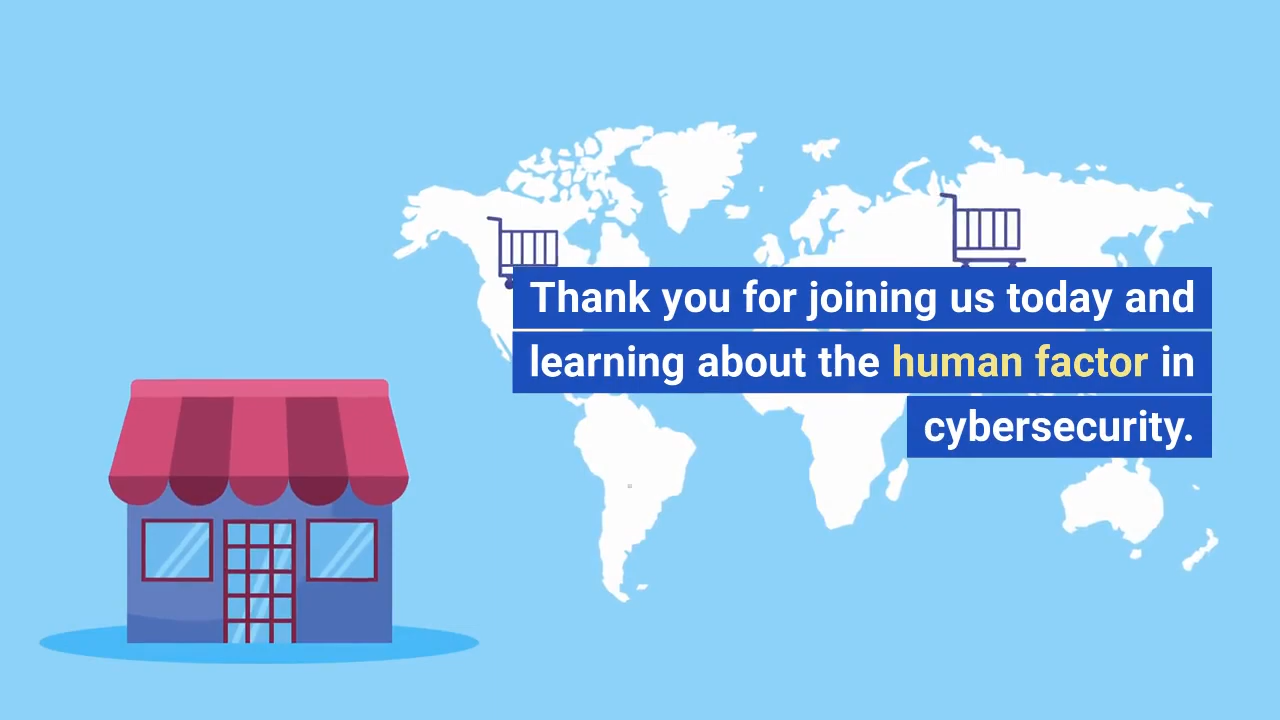 Thank you for joining us today and
learning about the human factor in
cybersecurity.